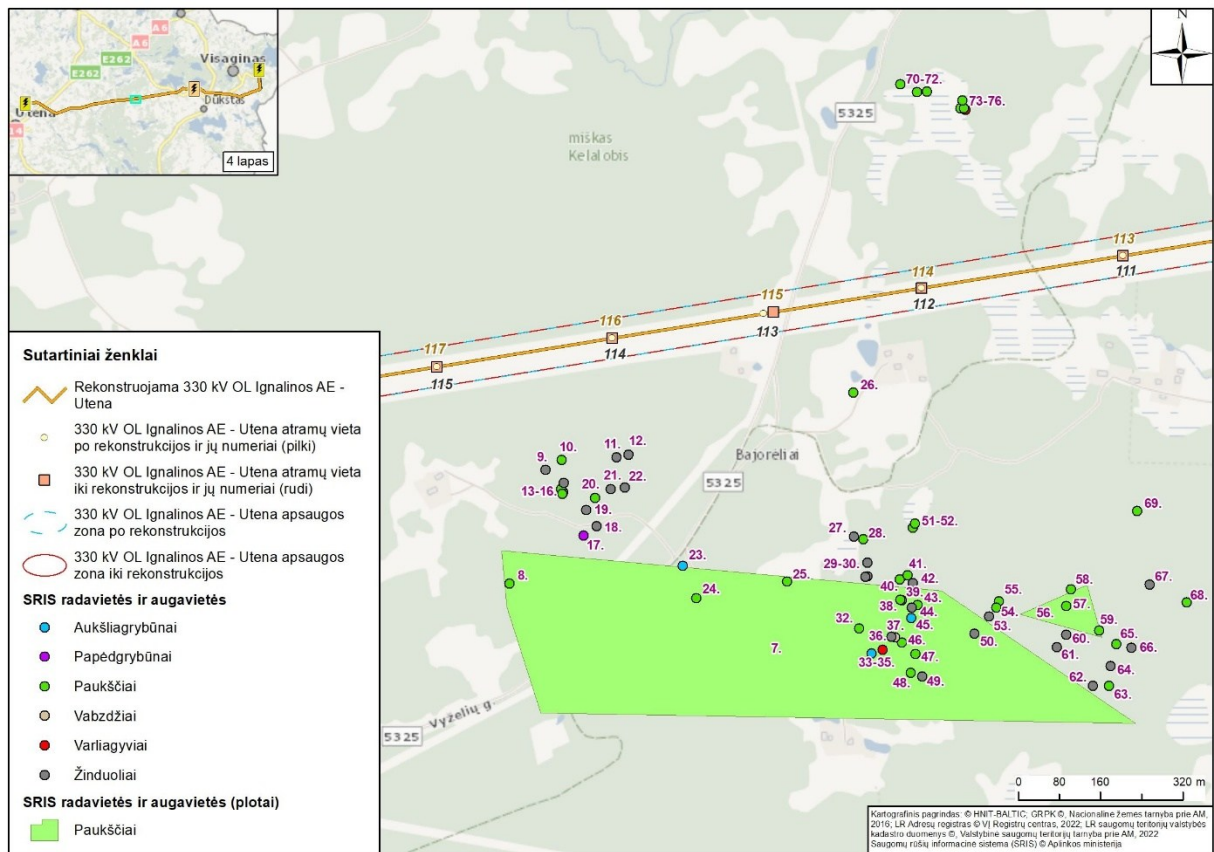 N
A6
A6
E262
E262
Visaginas
Dūkštas
Utena
4 lapas
70-72.
73-76.
5325
miškas
Kelalobis
113
114
111
115
112
116
113
117
114
115
26.
Bajorėliai
5325
9.
10.
11.
12.
13-16.
20.
21.
22.
19.
18.
17.
23.
24.
25.
8.
7.
27.
28.
51-52.
29-30.
41.
40.
42.
39.
38.
43.
44.
45.
32.
37.
36.
46.
33-35.
47.
48.
49.
50.
55.
54.
53.
58.
56.
57.
59.
60.
61.
65.
66.
64.
62.
63.
67.
68.
69.
Vyželių g.
5325
Sutartiniai ženklai
Rekonstruojama 330 kV OL Ignalinos AE -
Utena
330 kV OL Ignalinos AE - Utena atramų vieta
po rekonstrukcijos ir jų numeriai (pilki)
330 kV OL Ignalinos AE - Utena atramų vieta
iki rekonstrukcijos ir jų numeriai (rudi)
330 kV OL Ignalinos AE - Utena apsaugos
zona po rekonstrukcijos
330 kV OL Ignalinos AE - Utena apsaugos
zona iki rekonstrukcijos
SRIS radavietės ir augavietės
Aukšliagrybūnai
Papėdgrybūnai
Paukščiai
Vabzdžiai
Varliagyviai
Žinduoliai
SRIS radavietės ir augavietės (plotai)
Paukščiai
0 80 160 320 m
Kartografinis pagrindas: © HNIT-BALTIC; GRPK ©, Nacionalinė žemės tarnyba prie AM,
2016; LR Adresų registras © VĮ Registrų centras, 2022; LR saugomų teritorijų valstybės
kadastro duomenys ©, Valstybinė saugomų teritorijų tarnyba prie AM, 2022
Saugomų rūšių informacinė sistema (SRIS) © Aplinkos ministerija